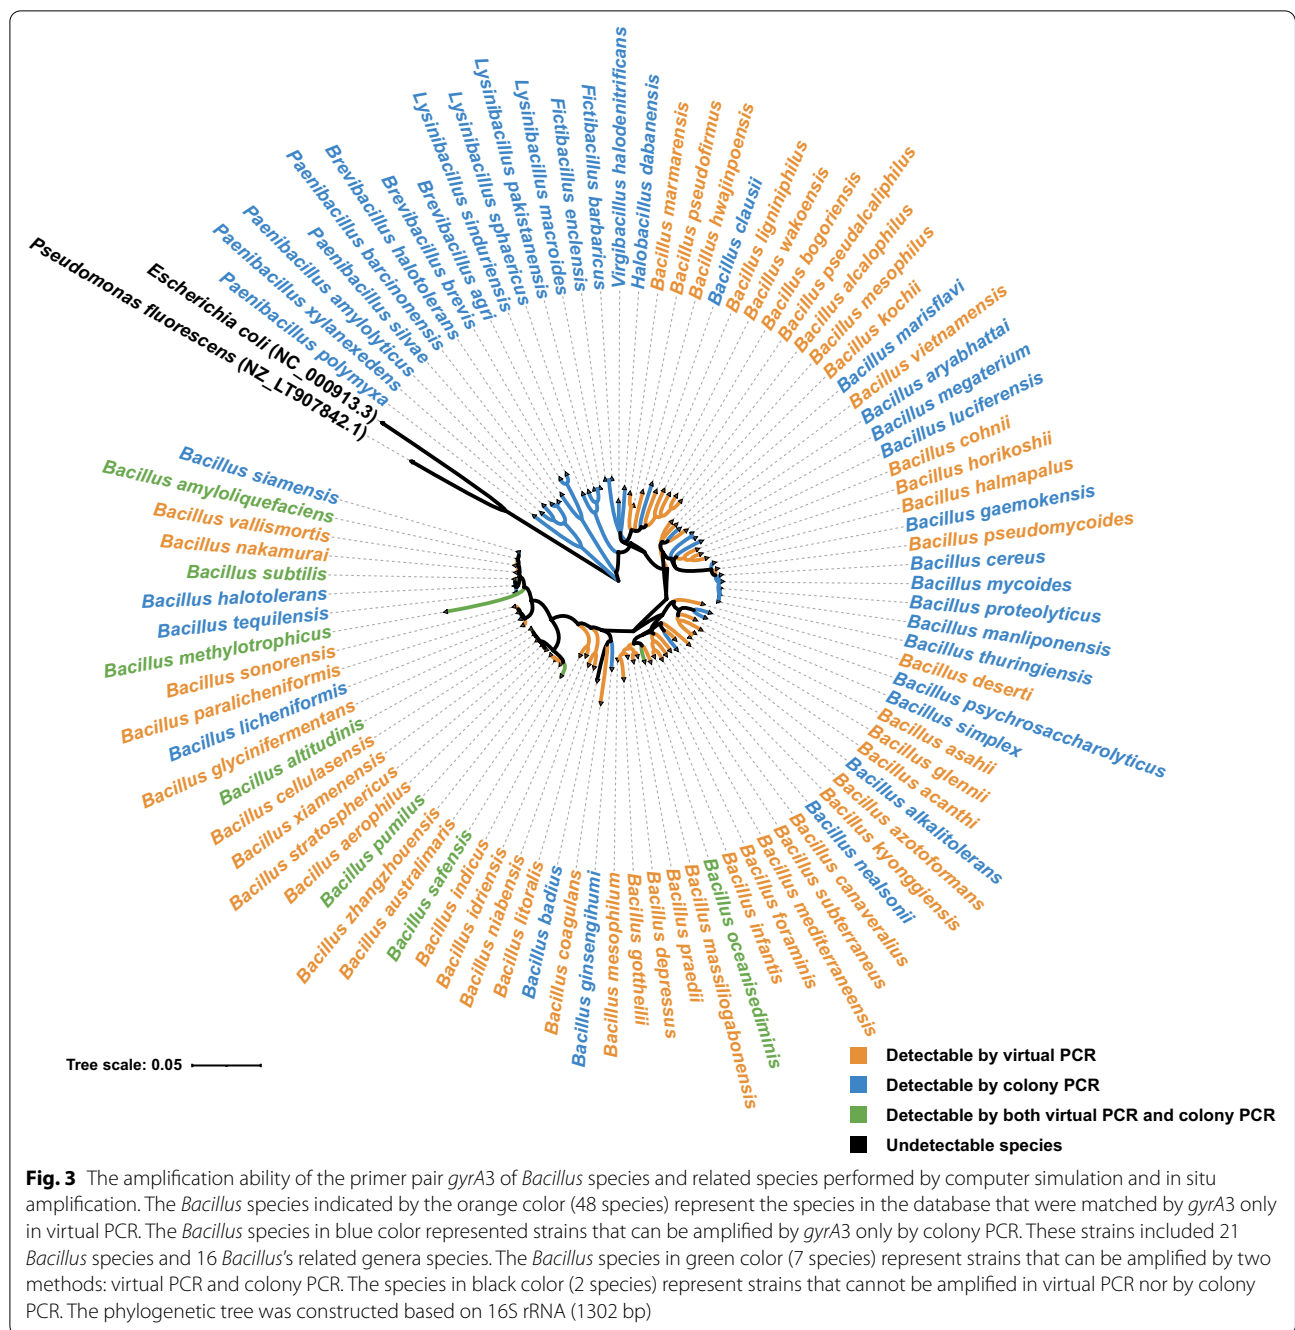 Pseudomonas fluorescens (NZ_LT907842.1)
Escherichia coli (NC_000913.3)
Paenibacillus polymyxa
Paenibacillus xylanexedens
Paenibacillus amylolyticus
Paenibacillus silvae
Paenibacillus barcinonensis
Brevibacillus halotolerans
Brevibacillus brevis
Brevibacillus agri
Lysinibacillus sinduriensis
Lysinibacillus sphaericus
Lysinibacillus pakistanensis
Lysinibacillus macroides
Fictibacillus enclensis
Fictibacillus barbaricus
Virgibacillus halodenitrificans
Halobacillus dabanensis
Bacillus marmarensis
Bacillus pseudofirmus
Bacillus hwajinpoensis
Bacillus clausii
Bacillus ligniniphilus
Bacillus wakoensis
Bacillus bogoriensis
Bacillus pseudalcaliphilus
Bacillus alcalophilus
Bacillus mesophilus
Bacillus kochii
Bacillus marisflavi
Bacillus vietnamensis
Bacillus aryabhattai
Bacillus megaterium
Bacillus luciferensis
Bacillus cohnii
Bacillus horikoshii
Bacillus halmapalus
Bacillus gaemokensis
Bacillus pseudomycoides
Bacillus cereus
Bacillus mycoides
Bacillus proteolyticus
Bacillus manliponensis
Bacillus thuringiensis
Bacillus deserti
Bacillus psychrosaccharolyticus
Bacillus simplex
Bacillus asahii
Bacillus glennii
Bacillus acanthi
Bacillus alkalitolerans
Bacillus azotoformans
Bacillus kyonggiensis
Bacillus nealsonii
Bacillus canaveralius
Bacillus subterraneus
Bacillus mediterraneensis
Bacillus foraminis
Bacillus infantis
Bacillus oceanisediminis
Bacillus massiliogabonensis
Bacillus praedii
Bacillus depressus
Bacillus gottheilii
Bacillus mesophilum
Bacillus ginsengihumi
Bacillus coagulans
Bacillus badius
Bacillus litoralis
Bacillus niabensis
Bacillus idriensis
Bacillus indicus
Bacillus safensis
Bacillus australimaris
Bacillus zhangzhouensis
Bacillus pumilus
Bacillus aerophilus
Bacillus stratosphericus
Bacillus xiamenensis
Bacillus cellulasensis
Bacillus altitudinis
Bacillus glycinifermentans
Bacillus licheniformis
Bacillus paralicheniformis
Bacillus sonorensis
Bacillus methylotrophicus
Bacillus tequilensis
Bacillus halotolerans
Bacillus subtilis
Bacillus nakamurai
Bacillus vallismortis
Bacillus amyloliquefaciens
Bacillus siamensis
Tree scale: 0.05
Detectable by virtual PCR
Detectable by colony PCR
Detectable by both virtual PCR and colony PCR
Undetectable species
Fig. 3 The amplification ability of the primer pair gyrA3 of Bacillus species and related species performed by computer simulation and in situ
amplification. The Bacillus species indicated by the orange color (48 species) represent the species in the database that were matched by gyrA3 only
in virtual PCR. The Bacillus species in blue color represented strains that can be amplified by gyrA3 only by colony PCR. These strains included 21
Bacillus species and 16 Bacillus's related genera species. The Bacillus species in green color (7 species) represent strains that can be amplified by two
methods: virtual PCR and colony PCR. The species in black color (2 species) represent strains that cannot be amplified in virtual PCR nor by colony
PCR. The phylogenetic tree was constructed based on 16S rRNA (1302 bp)